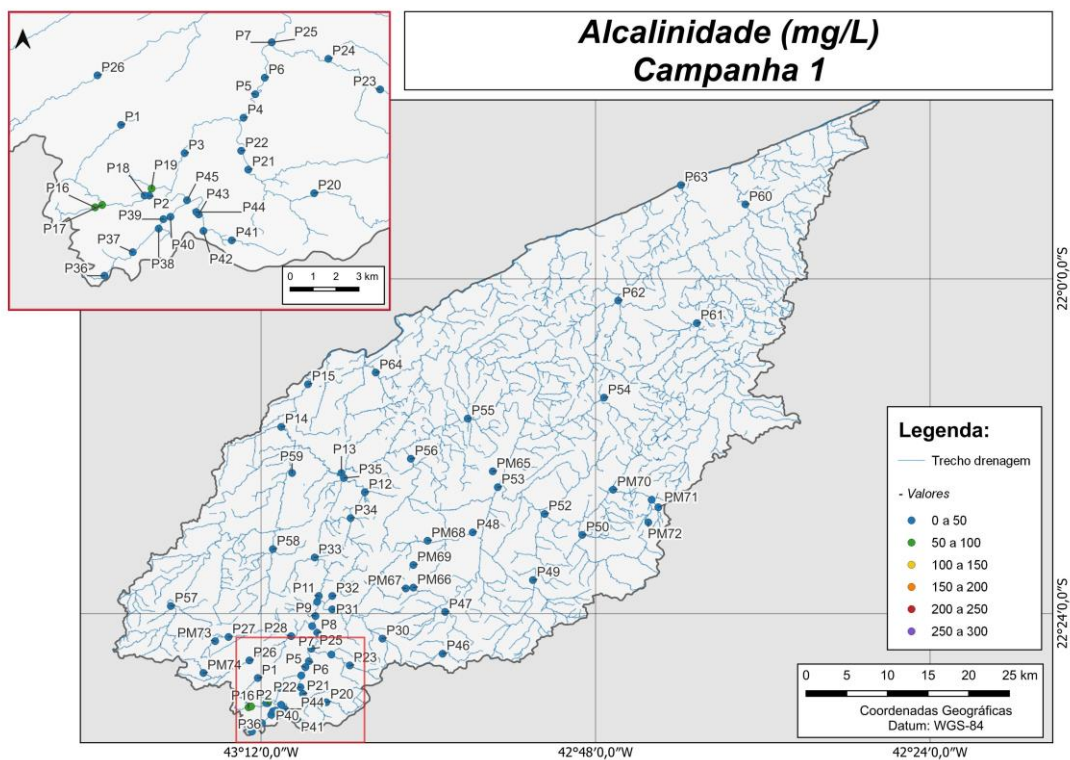 Alcalinidade (mg/L)
Campanha 1
P7
P25
P24
P26
P6
P23
P5
P4
P1
P3
P22
P21
P18
P19
P16
P45
P43
P20
P2
P44
P39
P17
P40
P41
P37
P42
P38
P36
0 1 2 3 km
P63
P60
P62
P61
P64
P15
P54
P55
P14
P13
P56
P59
P35
PM65
P12
P53
PM70
PM71
P34
P52
PM68
P48
P50
PM72
P58
P33
PM69
PM67
PM66
P49
P11
P32
P57
P9
P31
P47
P8
PM73
P27
P28
P7
P25
P30
P46
P26
P5
P23
PM74
P1
P6
P22
P21
P16
P2
P20
P44
P40
P36
P41
22°0'0,0"S
22°24'0,0"S
Legenda:
Trecho drenagem
- Valores
0 a 50
50 a 100
100 a 150
150 a 200
200 a 250
250 a 300
0 5 10 15 20 25 km
Coordenadas Geográficas
Datum: WGS-84
43°12'0,0"W
42°48'0,0"W
42°24'0,0"W